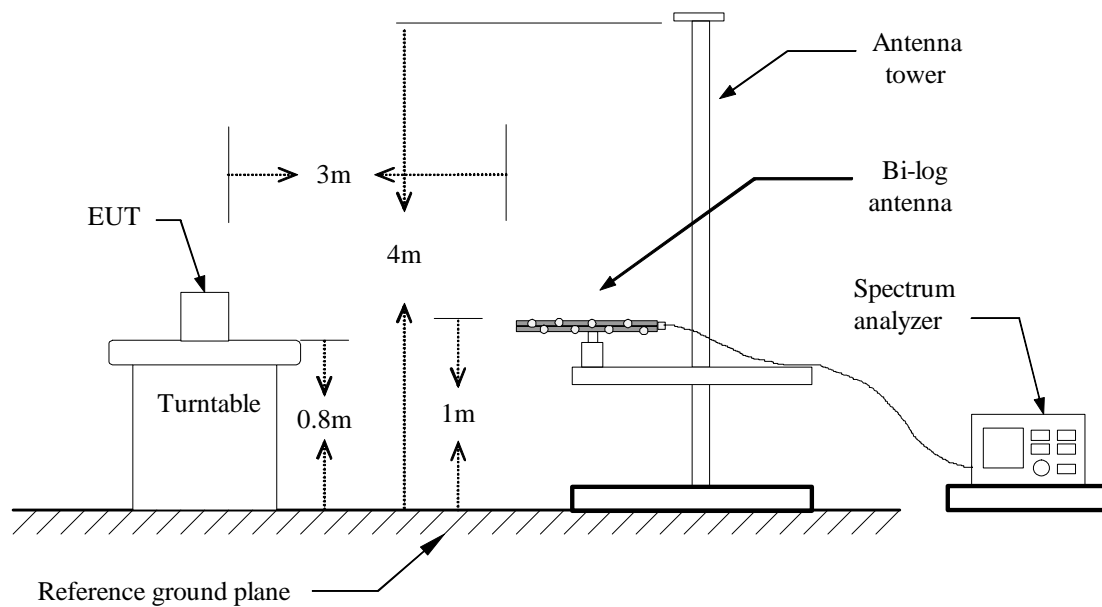 Antenna
tower
3m
Bi-log
antenna
EUT
4m
Spectrum
analyzer
Turntable
0.8m
1m
Reference ground plane